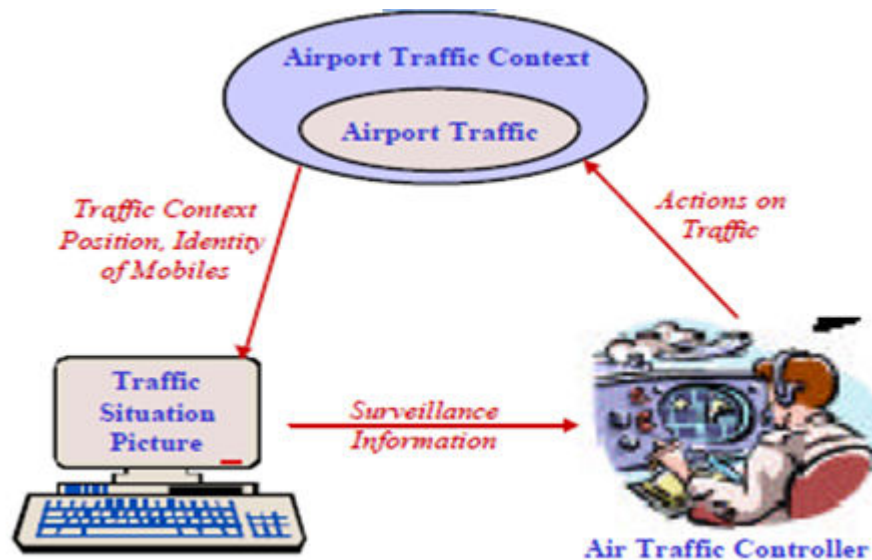 Airport Traffic Context
Airport Traffic
Traffic Context
Position, Identity
of Mobiles
Actions on
Traffic
Traffic
Situation
Picture
Surveillance
Information
Air Traffic Controller